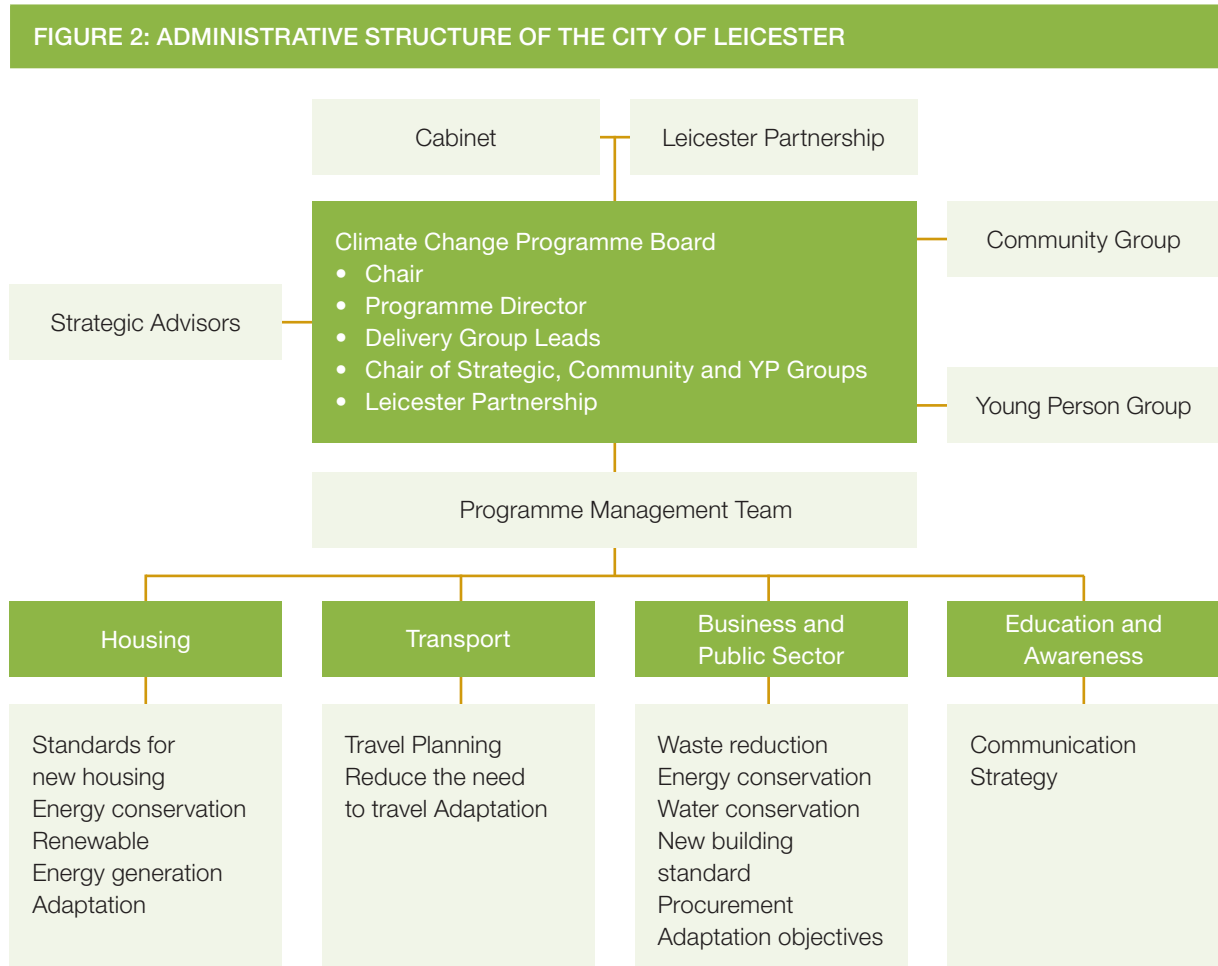 FIGURE 2: ADMINISTRATIVE STRUCTURE OF THE CITY OF LEICESTER
Cabinet
Leicester Partnership
Climate Change Programme Board
• Chair
• Programme Director
• Delivery Group Leads
• Chair of Strategic, Community and YP Groups
• Leicester Partnership
Strategic Advisors
Community Group
Young Person Group
Programme Management Team
Housing
Standards for
new housing
Energy conservation
Renewable
Energy generation
Adaptation
Transport
Travel Planning
Reduce the need
to travel Adaptation
Business and
Public Sector
Waste reduction
Energy conservation
Water conservation
New building
standard
Procurement
Adaptation objectives
Education and
Awareness
Communication
Strategy